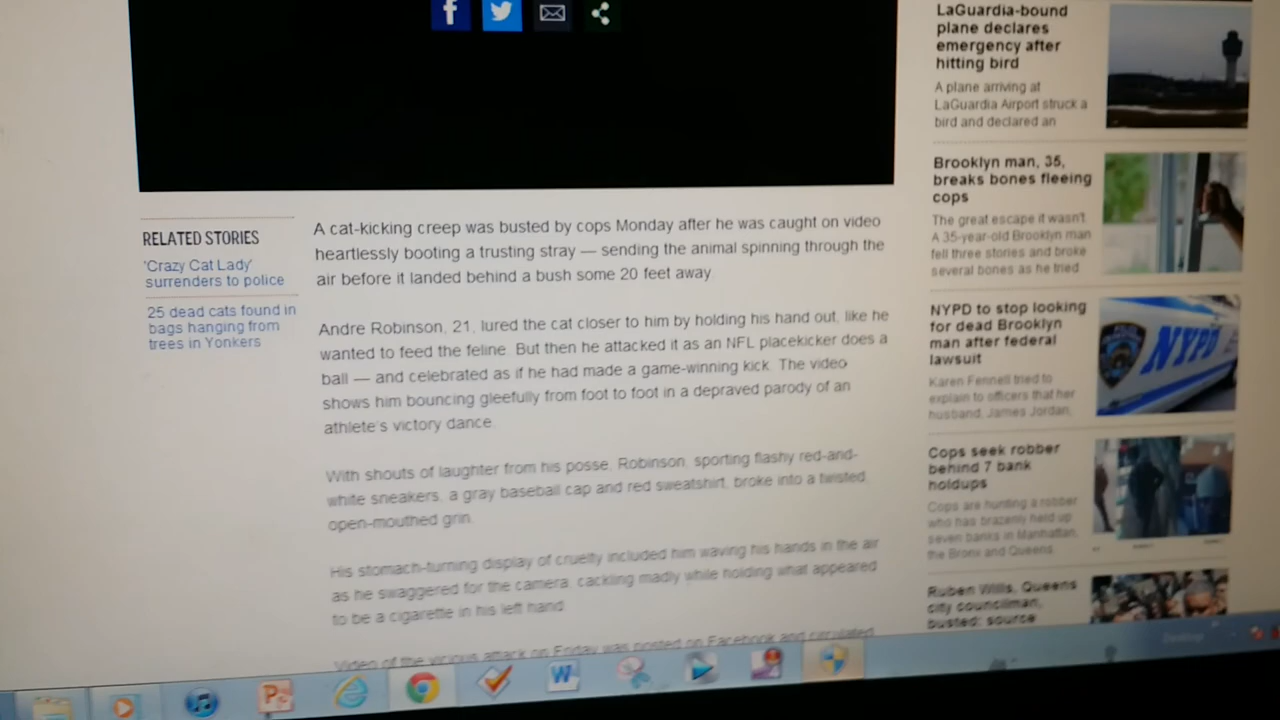 RELATED STORIES
'Crazy Cat Lady'
surrenders to police
25 dead cats found in
bags hanging from
trees in Yonkers
A cat-kicking creep was busted by cops Monday after he was caught on video
heartlessly booting a trusting stray — sending the animal spinning through the
air before it landed behind a bush some 20 feet away.
Andre Robinson, 21, lured the cat closer to him by holding his hand out, like he
wanted to feed the feline. But then he attacked it as an NFL placekicker does a
ball — and celebrated as if he had made a game-winning kick. The video
shows him bouncing gleefully from foot to foot in a depraved parody of an
athlete's victory dance.
With shouts of laughter from his posse, Robinson, sporting flashy red-and-
white sneakers, a gray baseball cap and red sweatshirt, broke into a twisted,
open-mouthed grin.
His stomach-turning display of cruelty included him waving his hands in the air
as he swaggered for the camera, cackling madly while holding what appeared
to be a cigarette in his left hand.
Video of the vicious attack on Friday was posted on Facebook and circulated
LaGuardia-bound
plane declares
emergency after
hitting bird
A plane arriving at
LaGuardia Airport struck a
bird and declared an
Brooklyn man, 35,
breaks bones fleeing
cops
The great escape it wasn't.
A 35-year-old Brooklyn man
fell three stories and broke
several bones as he tried
NYPD to stop looking
for dead Brooklyn
man after federal
lawsuit
Karen Fennell tried to
explain to officers that her
husband, James Jordan,
NYPD
Cops seek robber
behind 7 bank
holdups
Cops are hunting a robber
who has brazenly held up
seven banks in Manhattan,
the Bronx and Queens
Ruben Wills, Queens
city councilman,
busted: source
Desktop